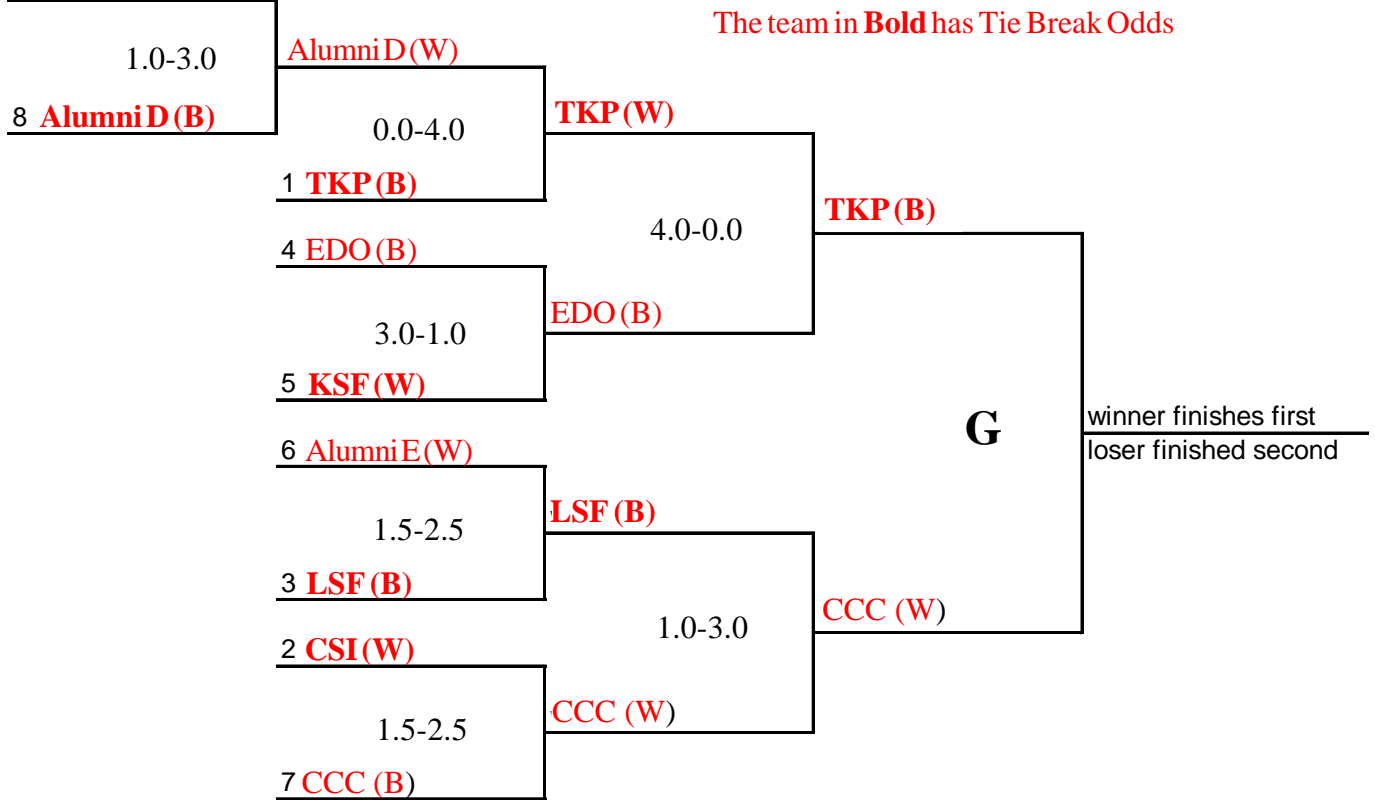 The team in Bold has Tie Break Odds
1.0-3.0
Alumni D (W)
8 Alumni D (B)
0.0-4.0
TKP (W)
1 TKP (B)
4.0-0.0
TKP (B)
4 EDO (B)
3.0-1.0
EDO (B)
5 KSF (W)
G
winner finishes first
loser finished second
6 Alumni E (W)
1.5-2.5
LSF (B)
3 LSF (B)
1.0-3.0
CCC (W)
2 CSI (W)
1.5-2.5
CCC (W)
7 CCC (B)